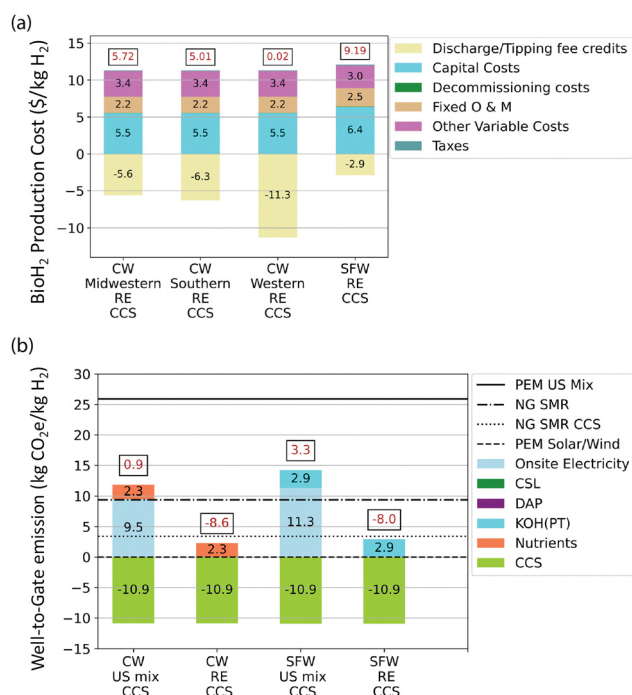 (a)
BioH2 Production Cost ($/kg H2)
15
10
5
0
−5
−10
5.72
5.01
0.02
9.19
3.4
3.4
3.4
3.0
2.2
2.2
2.2
2.5
5.5
5.5
5.5
6.4
-5.6
-6.3
-11.3
-2.9
CW
Midwestern
RE
CCS
CW
Southern
RE
CCS
CW
Western
RE
CCS
SFW
RE
CCS
Discharge/Tipping fee credits
Capital Costs
Decommissioning costs
Fixed O & M
Other Variable Costs
Taxes
(b)
Well-to-Gate emission (kg CO2e/kg H2)
30
25
20
15
10
5
0
−5
−10
−15
0.9
-8.6
3.3
-8.0
2.3
9.5
2.3
2.9
11.3
2.9
-10.9
-10.9
-10.9
-10.9
CW
US mix
CCS
CW
RE
CCS
SFW
US mix
CCS
SFW
RE
CCS
PEM US Mix
NG SMR
NG SMR CCS
PEM Solar/Wind
Onsite Electricity
CSL
DAP
KOH(PT)
Nutrients
CCS